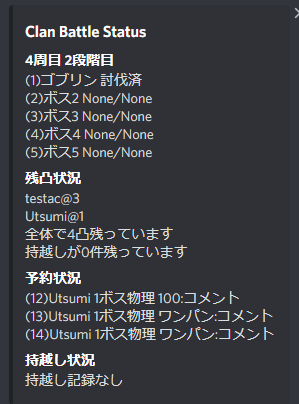 Clan Battle Status
4周目 2段階目
(1)ゴブリン 討伐済
(2)ボス2 None/None
(3)ボス3 None/None
(4)ボス4 None/None
(5)ボス5 None/None
残凸状況
testac@3
Utsumi@1
全体で4凸残っています
持越しが0件残っています
予約状況
(12)Utsumi 1ボス物理 100:コメント
(13)Utsumi 1ボス物理 ワンパン:コメント
(14)Utsumi 1ボス物理 ワンパン:コメント
持越し状況
持越し記録なし